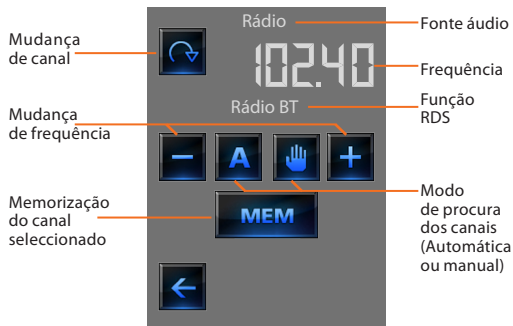 Rádio
Fonte áudio
Mudança
de canal
102.40
Frequência
Rádio BT
Função
RDS
Mudança
de frequência
A
Memorização
do canal
seleccionado
MEM
Modo
de procura
dos canais
(Automática
ou manual)